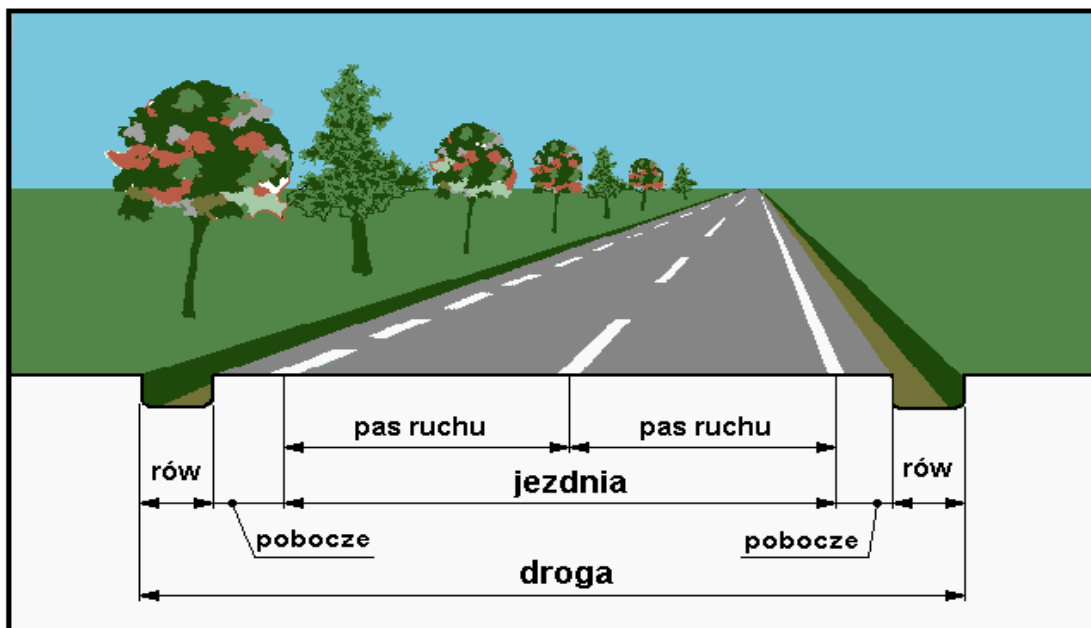 pas ruchu pas ruchu
rów jezdnia rów
pobocze pobocze
droga